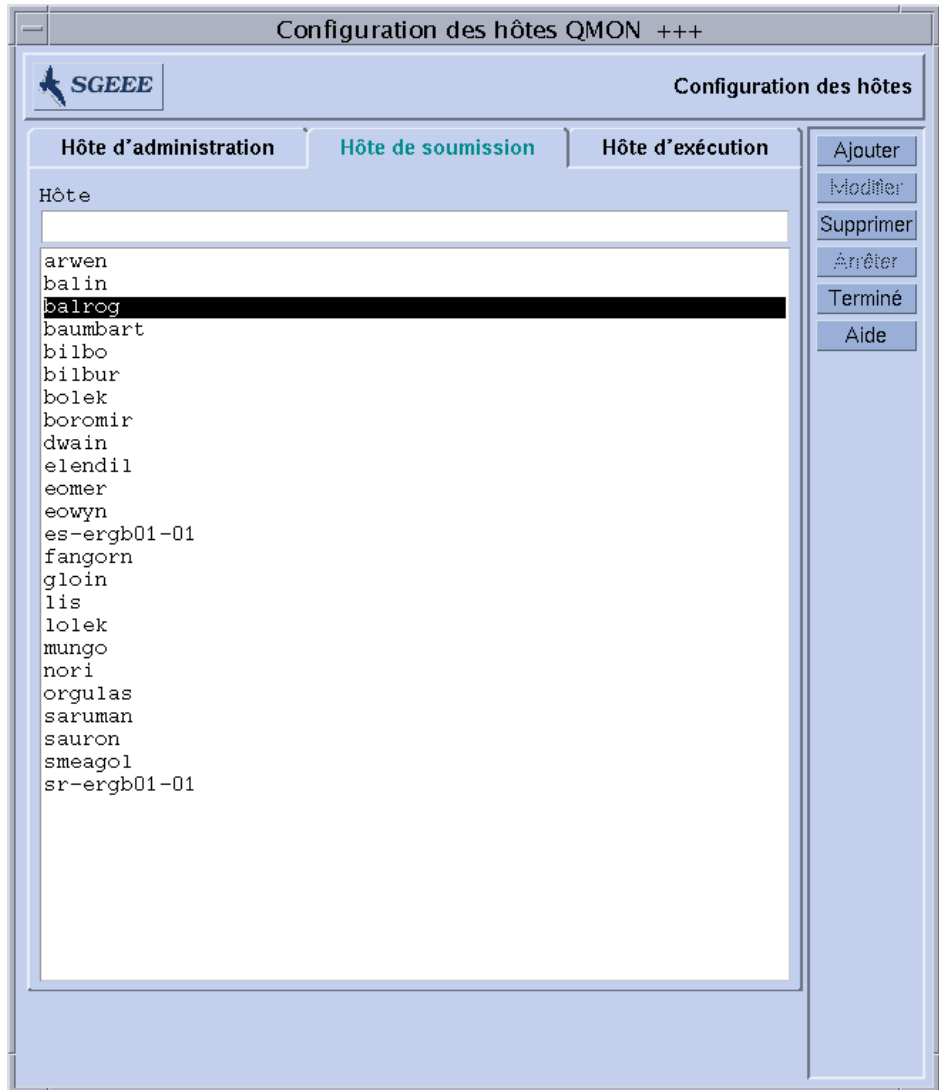 Configuration des hôtes QMON +++
SGEEE
Configuration des hôtes
Hôte d'administration
Hôte de soumission
Hôte d'exécution
Hôte
arwen
balin
balrog
baumbart
bilbo
bilbur
bolek
boromir
dwain
elendil
eomer
eowyn
es-ergb01-01
fangorn
gloin
lis
lolek
mungo
nori
orgulas
saruman
sauron
smeagol
sr-ergb01-01
Ajouter
Modifier
Supprimer
Arrêter
Terminé
Aide